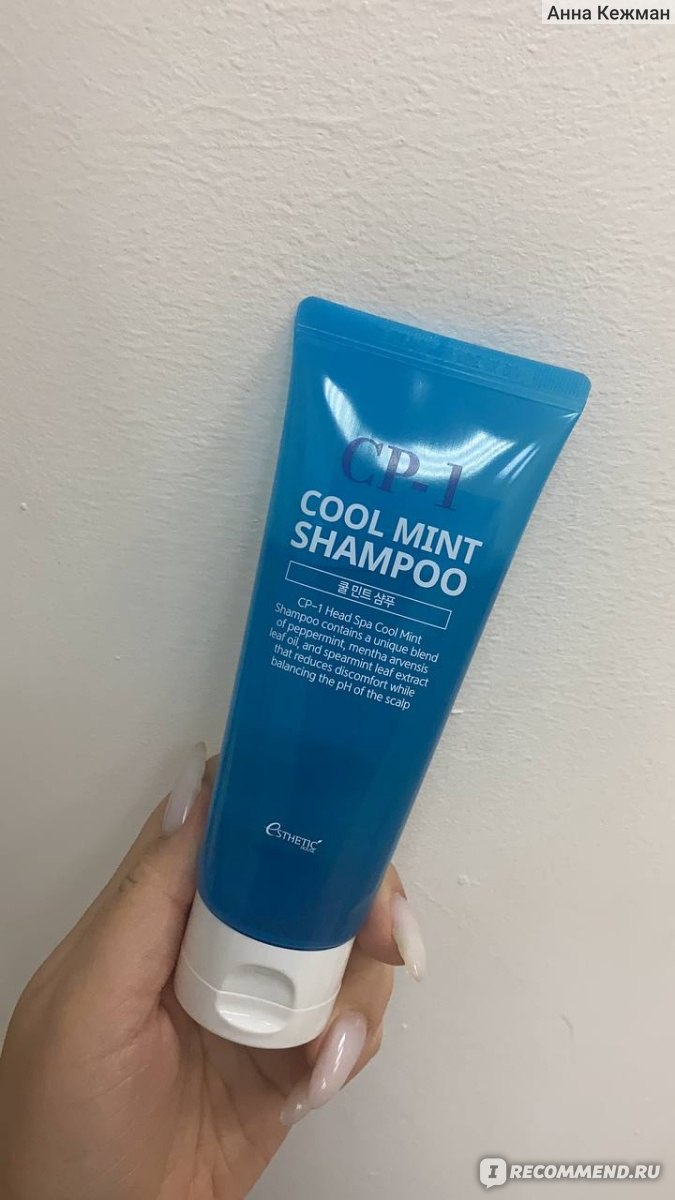 Анна Кежман
CP-1
COOL MINT
SHAMPOO
쿨 민트 샴푸
CP-1 Head Spa Cool Mint
Shampoo contains a unique blend
of peppermint, mentha arvensis
leaf oil, and spearmint leaf extract
that reduces discomfort while
balancing the pH of the scalp
eSTHETIC
HOUSE
IRECOMMEND.RU